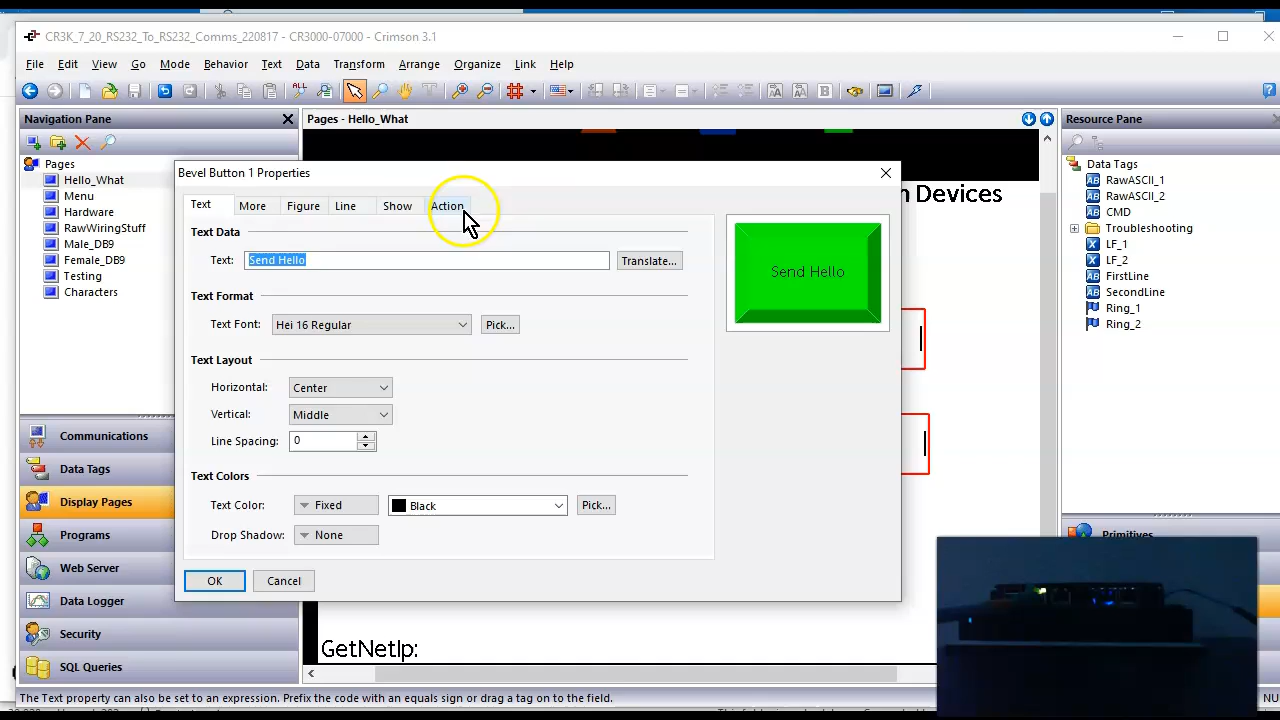 CR3K_7_20_RS232_To_RS232_Comms_220817 - CR3000-07000 - Crimson 3.1
File Edit View Go Mode Behavior Text Data Transform Arrange Organize Link Help
Navigation Pane
Pages - Hello_What
Resource Pane
Pages
Hello_What
Menu
Hardware
RawWiringStuff
Male_DB9
Female_DB9
Testing
Characters
Communications
Data Tags
Display Pages
Programs
Web Server
Data Logger
Security
SQL Queries
Bevel Button 1 Properties
Text More Figure Line Show Action
Text Data
Text: Send Hello Translate...
Text Format
Text Font: Hei 16 Regular Pick...
Text Layout
Horizontal: Center
Vertical: Middle
Line Spacing: 0
Text Colors
Text Color: Fixed Black Pick...
Drop Shadow: None
OK Cancel
Send Hello
Devices
GetNetIp:
Data Tags
RawASCII_1
RawASCII_2
CMD
Troubleshooting
LF_1
LF_2
FirstLine
SecondLine
Ring_1
Ring_2
Primitives
The Text property can also be set to an expression. Prefix the code with equals sign or drag a tag on to the field.
NU